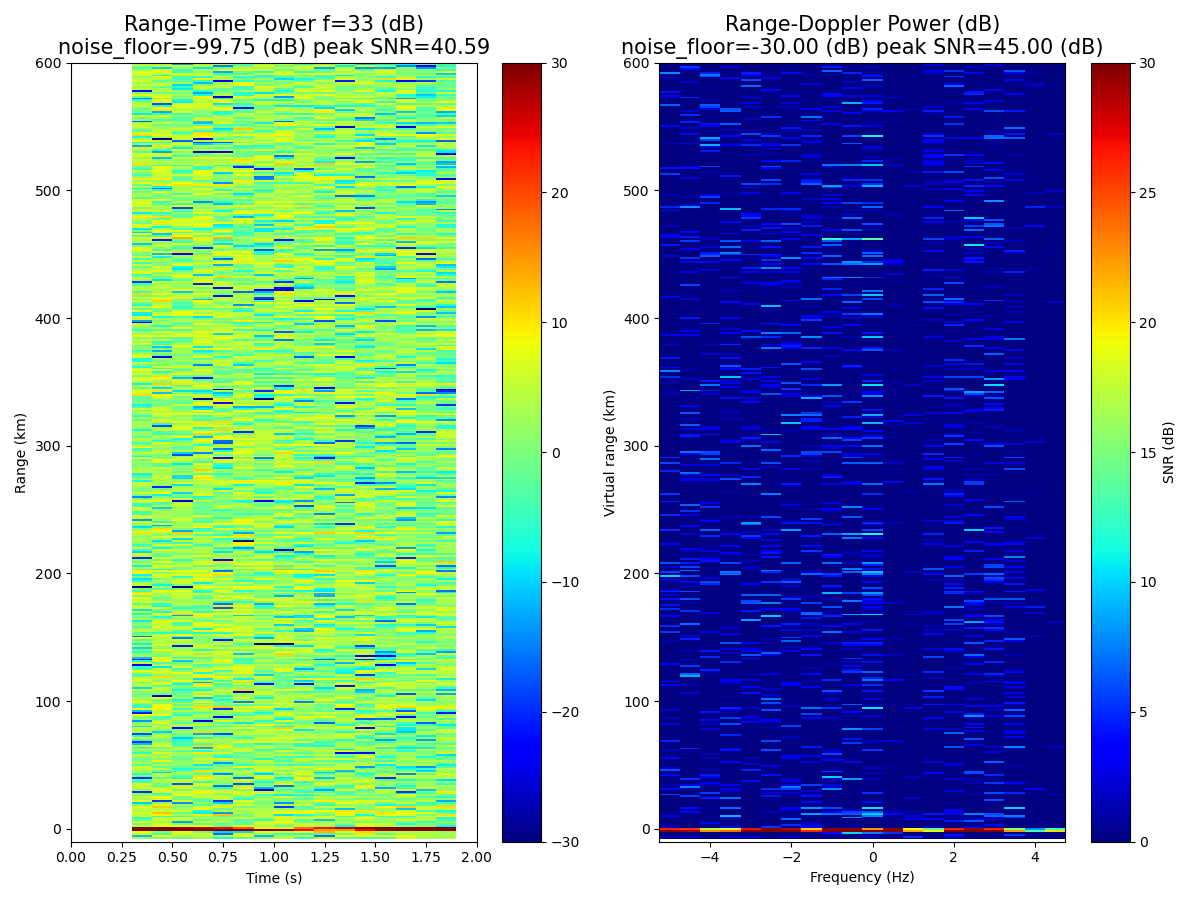 Range-Time Power f=33 (dB)
noise_floor=-99.75 (dB) peak SNR=40.59
Range-Doppler Power (dB)
noise_floor=-30.00 (dB) peak SNR=45.00 (dB)
600
500
400
300
200
100
0
Range (km)
0.00 0.25 0.50 0.75 1.00 1.25 1.50 1.75 2.00
Time (s)
30
20
10
0
−10
−20
−30
600
500
400
300
200
100
0
Virtual range (km)
−4 −2 0 2 4
Frequency (Hz)
30
25
20
15
10
5
0
SNR (dB)